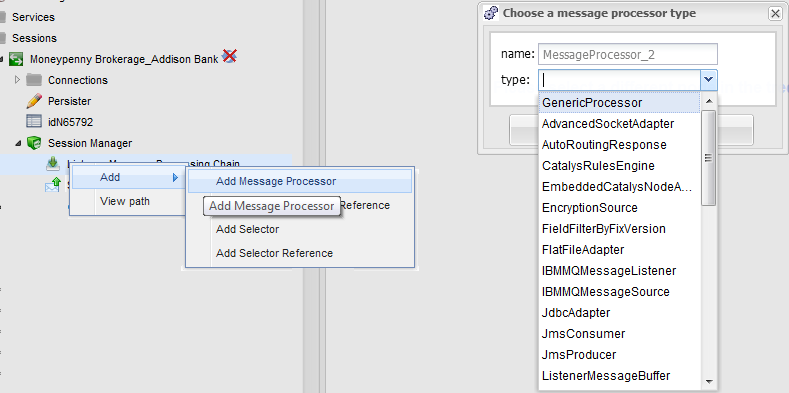 Services
Sessions
Moneypenny Brokerage_Addison Bank
Connections
Persister
idN65792
Session Manager
Chain
Add
View path
Add Message Processor
Add Message Processor
Reference
Add Selector
Add Selector Reference
Choose a message processor type
name: MessageProcessor_2
type:
GenericProcessor
AdvancedSocketAdapter
AutoRoutingResponse
CatalysRulesEngine
EmbeddedCatalysNodeA...
EncryptionSource
FieldFilterByFixVersion
FlatFileAdapter
IBMMQMessageListener
IBMMQMessageSource
JdbcAdapter
JmsConsumer
JmsProducer
ListenerMessageBuffer